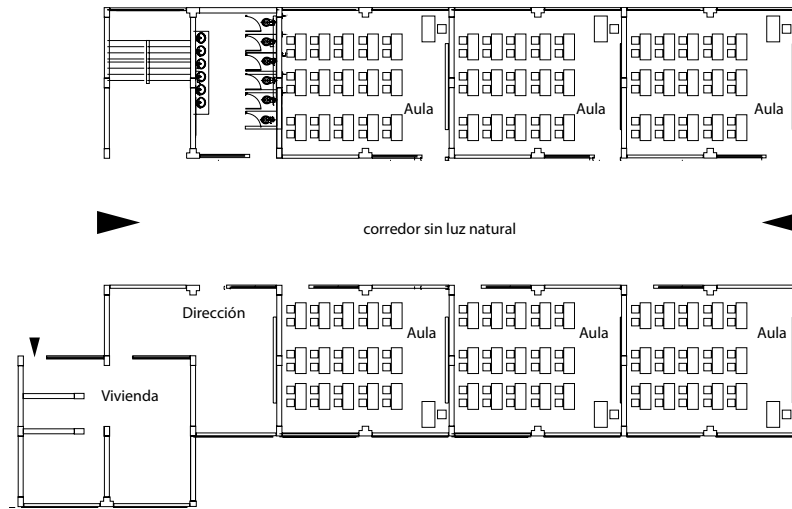 Aula
Aula
Aula
corredor sin luz natural
Dirección
Aula
Aula
Aula
Vivienda